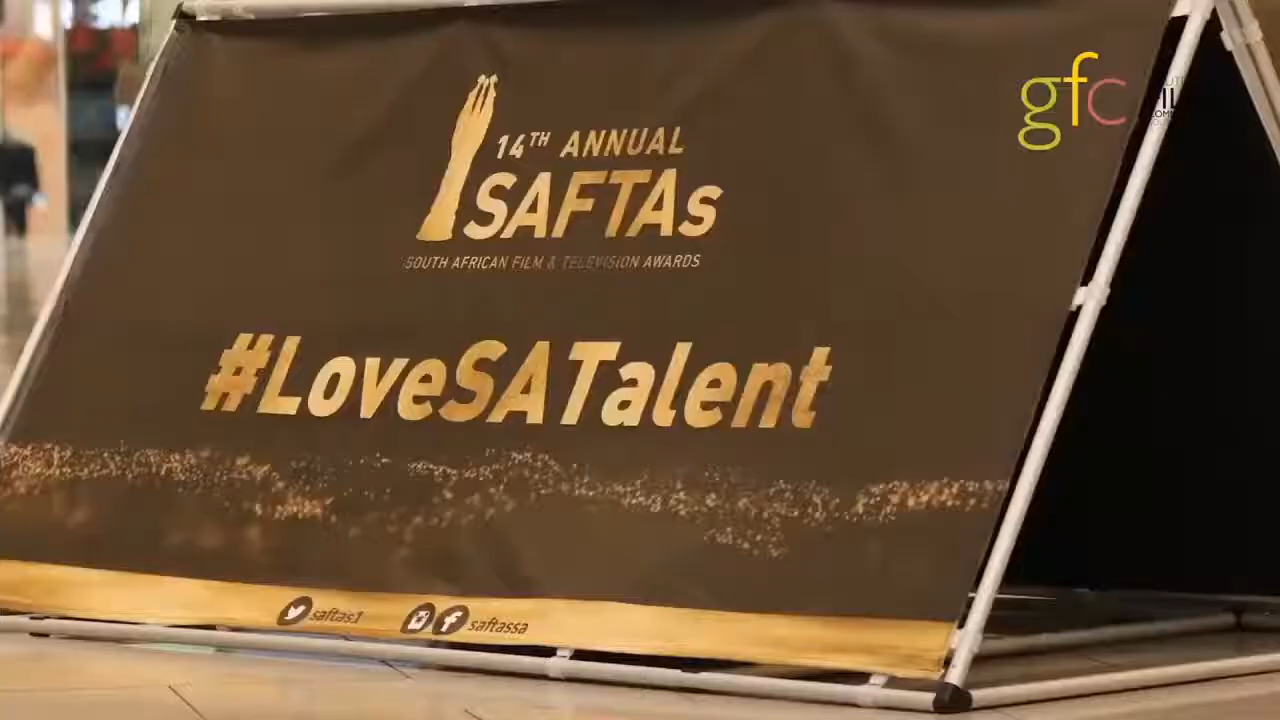 14TH ANNUAL
SAFTAs
SOUTH AFRICAN FILM & TELEVISION AWARDS
#LoveSATalent
saftas1
saftassa
gfc